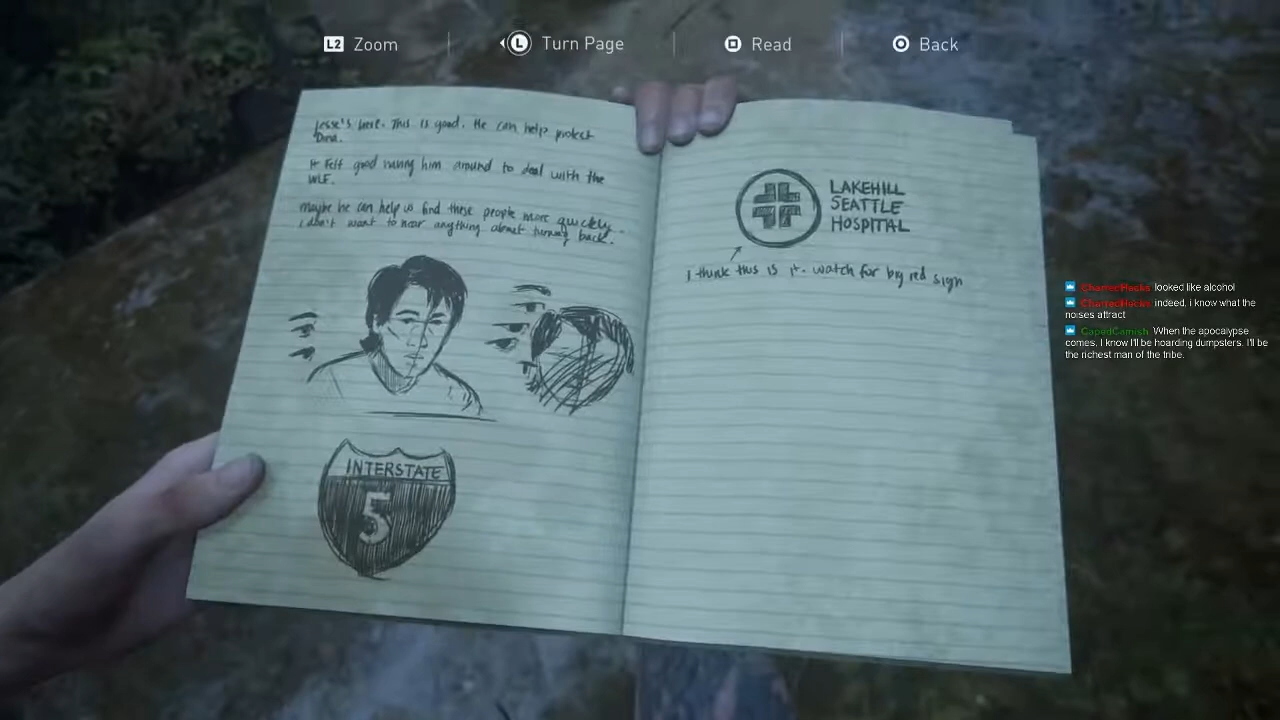 L2 Zoom
L Turn Page
Read
Back
Jesse's here. This is good. He can help protect
Dina.
It felt good having him around to deal with the
WLF.
Maybe he can help us find these people more quickly.
I don't want to hear anything about turning back.
INTERSTATE
5
LAKEHILL
SEATTLE
HOSPITAL
I think this is it. watch for big red sign
CharredHocks: looked like alcohol
CharredHocks: indeed, i know what the
noises attract
CapedCamish: When the apocalypse
comes. I know I'll be hoarding dumpsters. I'll be
the richest man of the tribe.